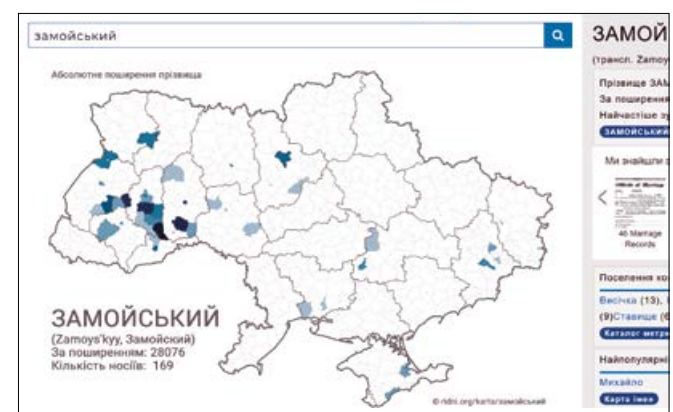 замойський
Абсолютне поширення прізвища
ЗАМОЙСЬКИЙ
(Zamoys'kyy, Замойский)
За поширенням: 28076
Кількість носіїв: 169
© ridni.org/karta/замойський
ЗАМОЙ
(трансл. Zamoy
Прізвище ЗАМ
За поширення
Найчастіше зу
ЗАМОЙСЬКИЙ
Ми знайшли з
46 Marriage
Records
Поселення ко
Висічка (13),
(9)Ставище (6
Каталог метри
Найпопулярні
Михайло
Карта імен